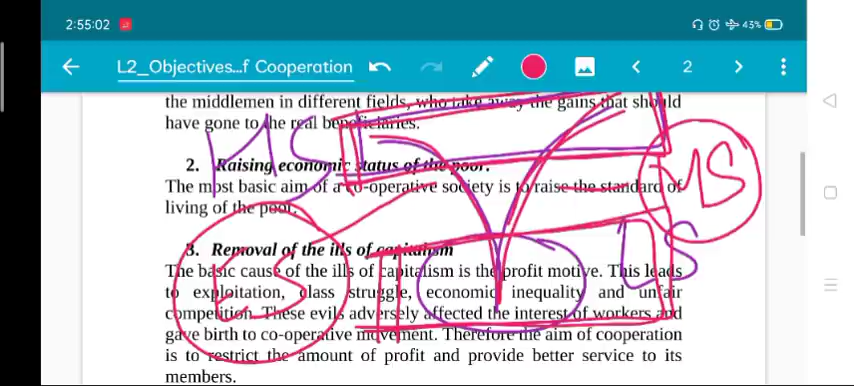 2:55:02
43%
L2_Objectives...f Cooperation
2
the middlemen in different fields, who take away the gains that should
have gone to the real beneficiaries.
2. Raising economic status of the poor.
The most basic aim of a co-operative society is to raise the standard of
living of the poor.
3. Removal of the ills of capitalism
The basic cause of the ills of capitalism is the profit motive. This leads
to exploitation, class struggle, economic inequality and unfair
competition. These evils adversely affected the interest of workers and
gave birth to co-operative movement. Therefore the aim of cooperation
is to restrict the amount of profit and provide better service to its
members.